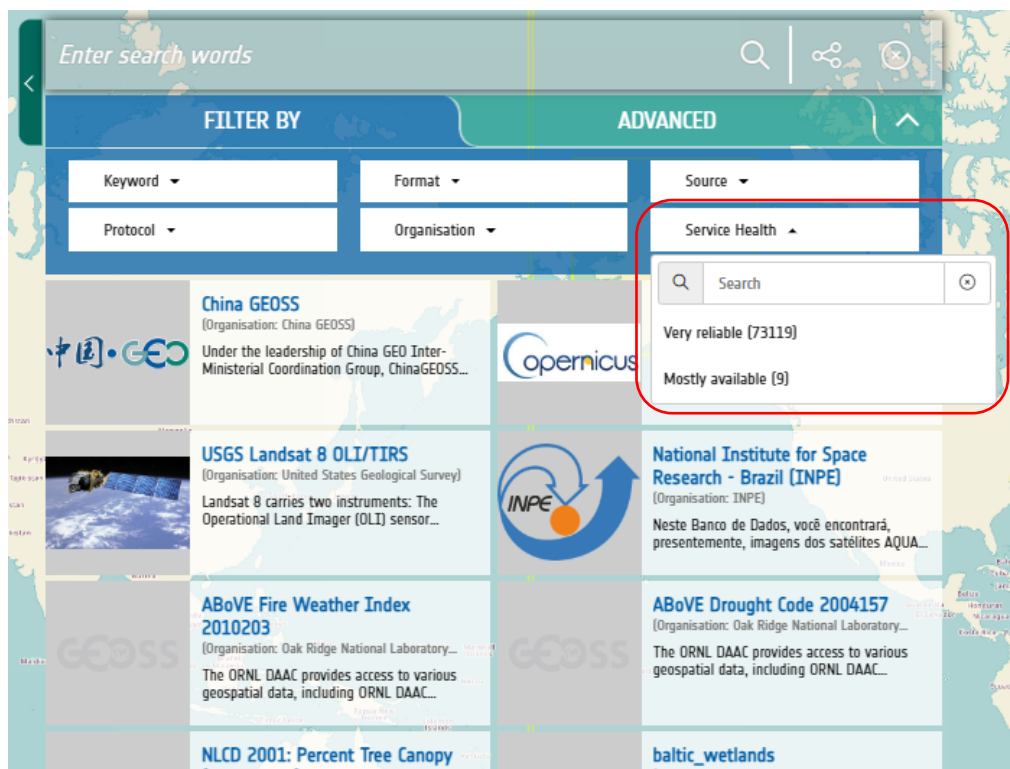 Enter search words
FILTER BY
ADVANCED
Keyword
Format
Source
Protocol
Organisation
Service Health
Search
Very reliable (73119)
Mostly available (9)
中国·GEO
China GEOSS
(Organisation: China GEOSS)
Under the leadership of China GEO Inter-
Ministerial Coordination Group, ChinaGEOSS...
Copernicus
USGS Landsat 8 OLI/TIRS
(Organisation: United States Geological Survey)
Landsat 8 carries two instruments: The
Operational Land Imager (OLI) sensor...
INPE
National Institute for Space
Research - Brazil (INPE)
(Organisation: INPE)
Neste Banco de Dados, você encontrará,
presentemente, imagens dos satélites AQUA...
GEOSS
ABoVE Fire Weather Index
2010203
(Organisation: Oak Ridge National Laboratory...
The ORNL DAAC provides access to various
geospatial data, including ORNL DAAC...
GEOSS
ABoVE Drought Code 2004157
(Organisation: Oak Ridge National Laboratory...
The ORNL DAAC provides access to various
geospatial data, including ORNL DAAC...
NLCD 2001: Percent Tree Canopy
baltic_wetlands